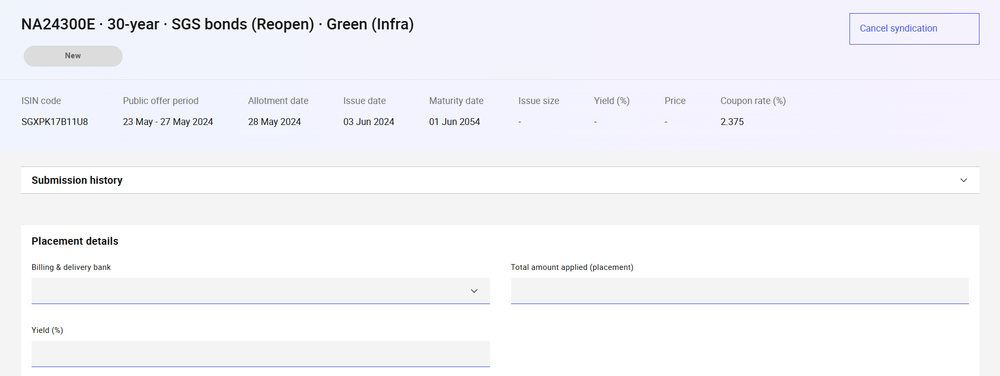 NA24300E · 30-year · SGS bonds (Reopen) · Green (Infra)
Cancel syndication
New
ISIN code
Public offer period
Allotment date
Issue date
Maturity date
Issue size
Yield (%)
Price
Coupon rate (%)
SGXPK17B11U8
23 May - 27 May 2024
28 May 2024
03 Jun 2024
01 Jun 2054
-
-
-
2.375
Submission history
Placement details
Billing & delivery bank
Total amount applied (placement)
Yield (%)